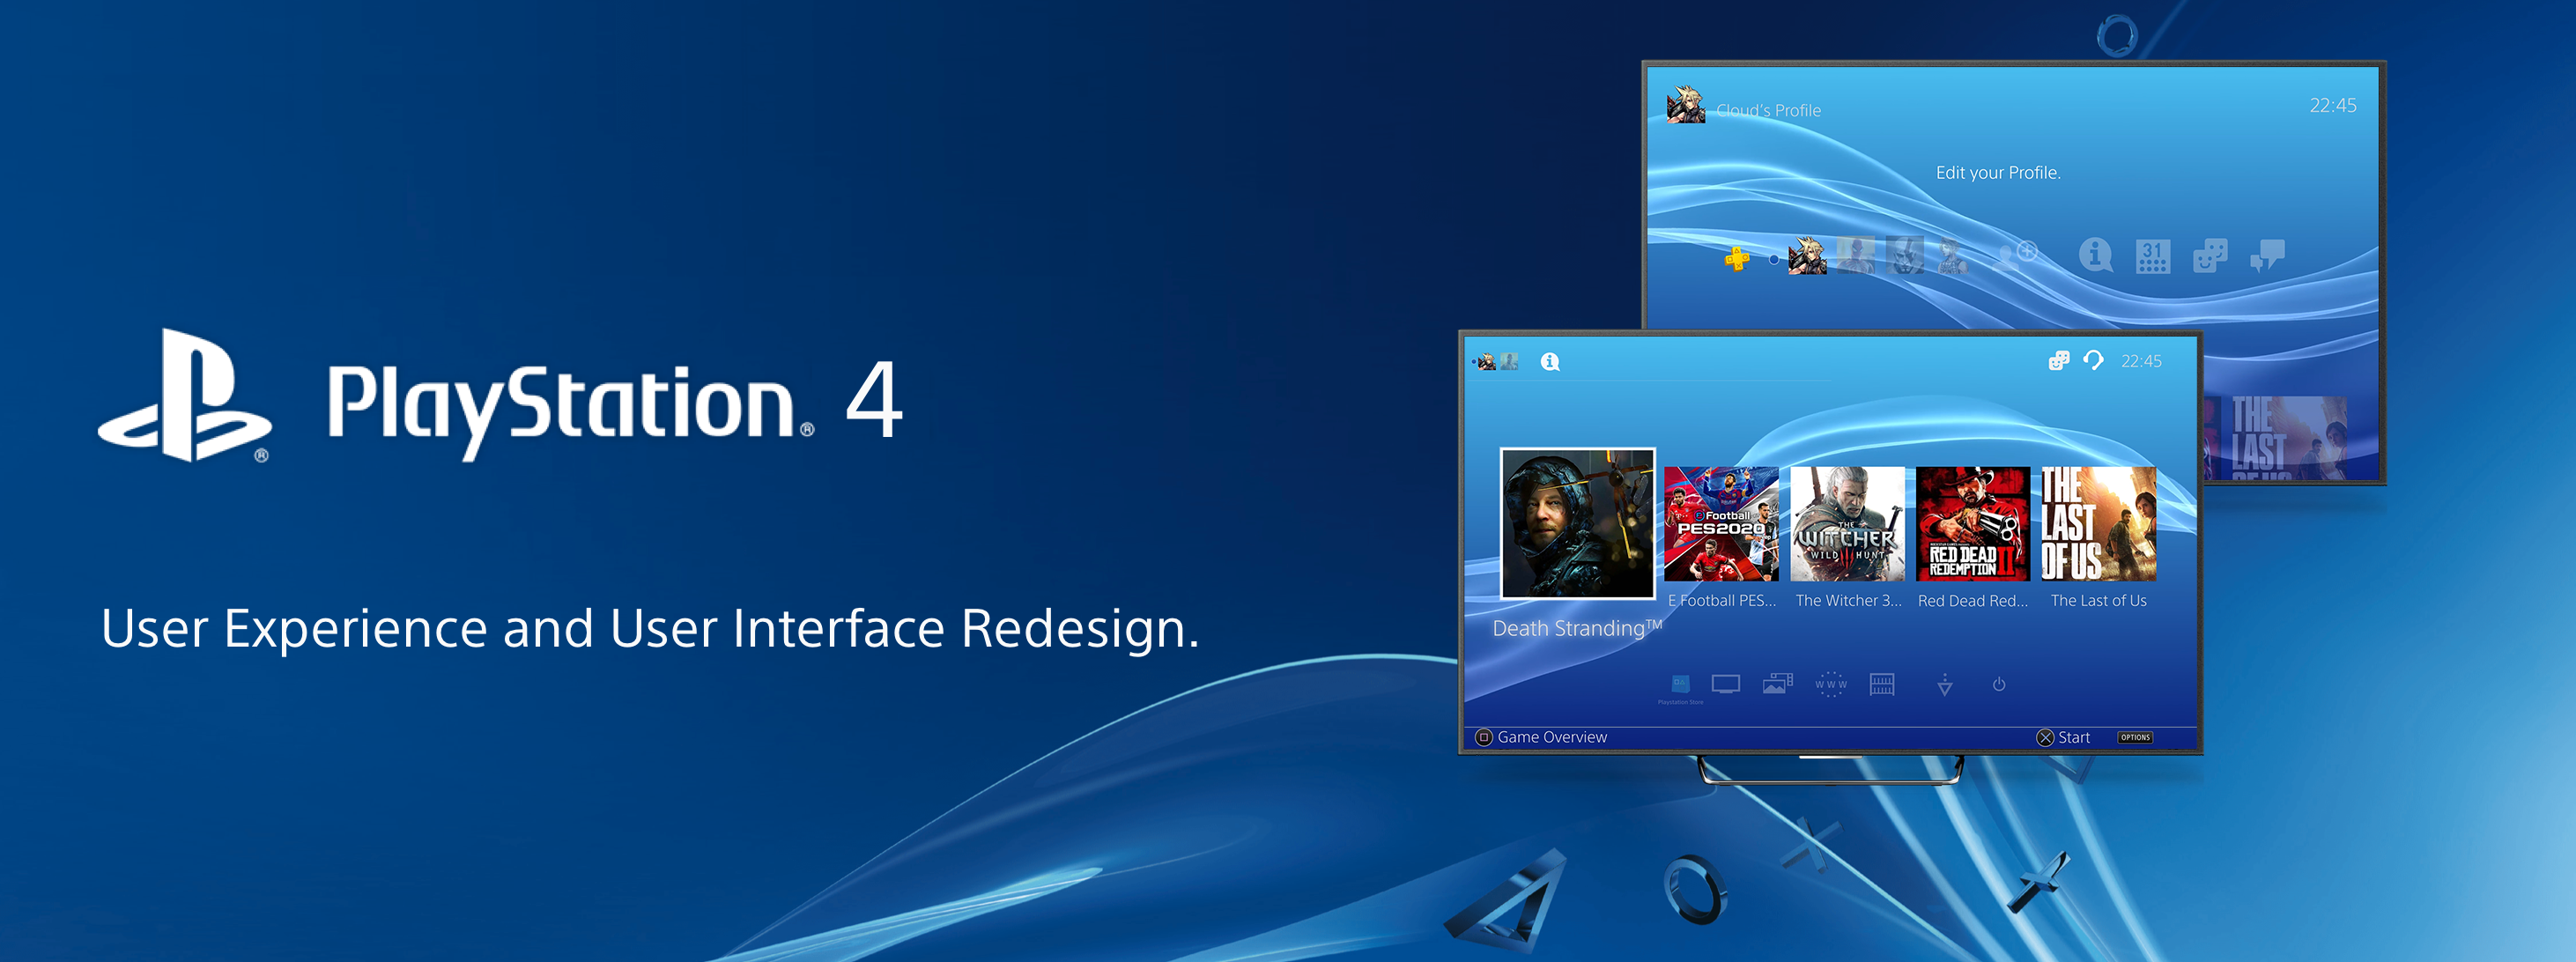 PlayStation® 4
User Experience and User Interface Redesign.
Cloud's Profile
22:45
Edit your Profile.
31
THE
LAST
OF US
22:45
eFootball
PES2020
THE
WITCHER
WILD HUNT
RED DEAD
REDEMPTION II
THE
LAST
OF US
Death Stranding™
E Football PES...
The Witcher 3...
Red Dead Red...
The Last of Us
www
Playstation Store
Game Overview
Start
OPTIONS